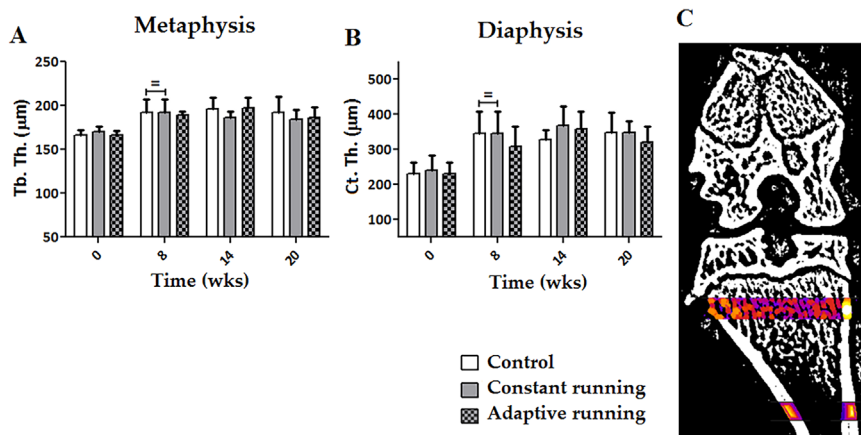 A
Metaphysis
250
200
150
100
50
Tb. Th. (μm)
=
0
8
14
20
Time (wks)
B
Diaphysis
500
400
300
200
100
Ct. Th. (μm)
=
0
8
14
20
Time (wks)
Control
Constant running
Adaptive running
C